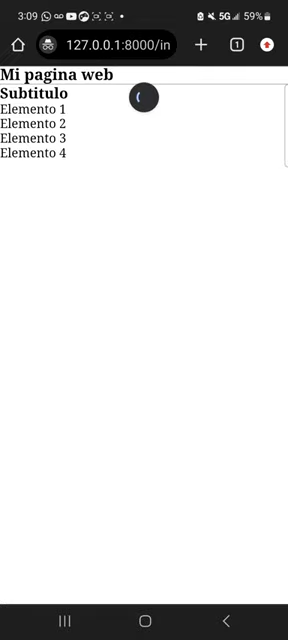 3:09 5G 59%
127.0.0.1:8000/in 1
Mi pagina web
Subtitulo
Elemento 1
Elemento 2
Elemento 3
Elemento 4